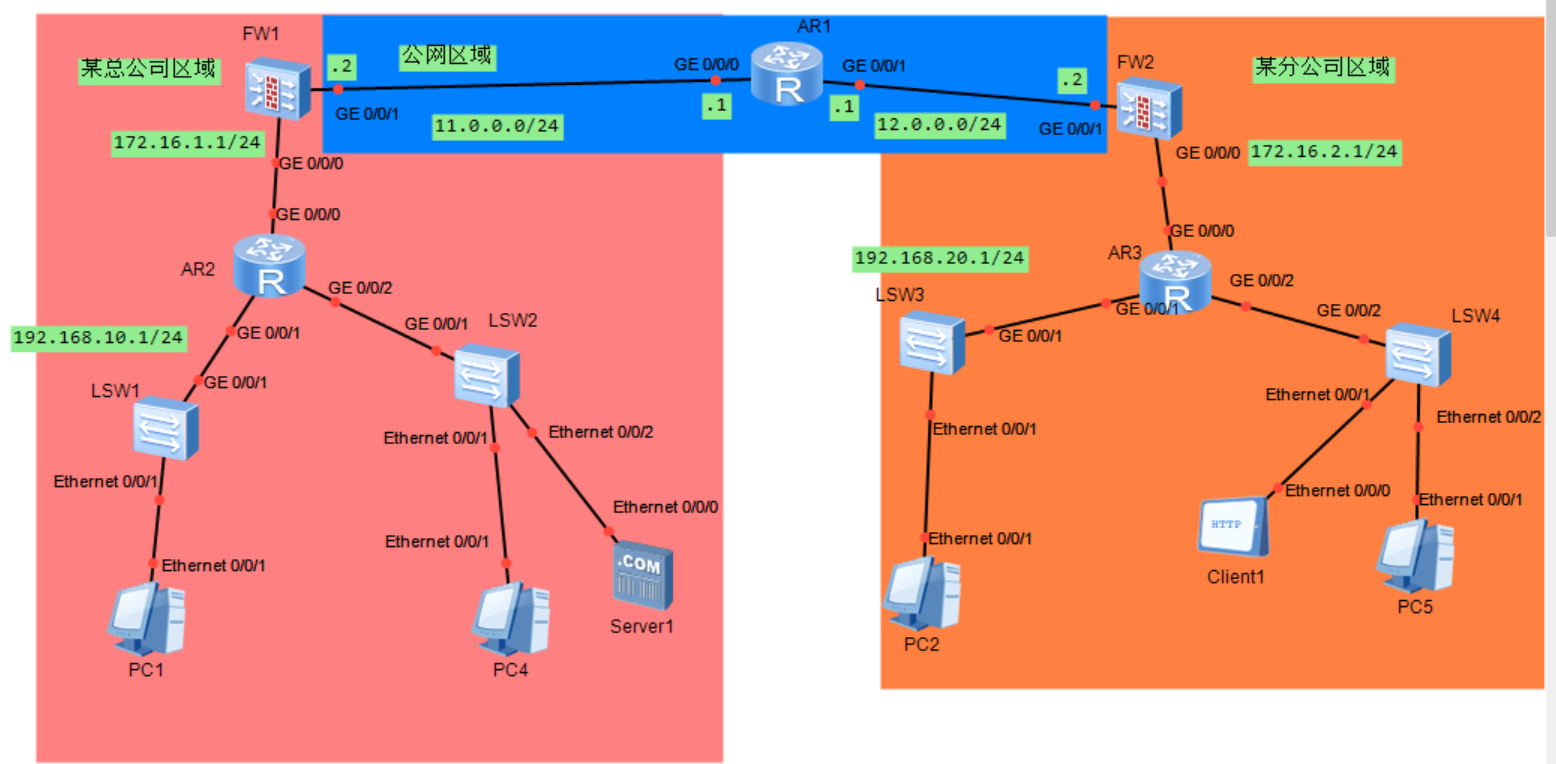 AR1
FW1
某总公司区域
.2
公网区域
GE 0/0/0
GE 0/0/1
.2
FW2
某分公司区域
GE 0/0/1
11.0.0.0/24
.1
.1
12.0.0.0/24
GE 0/0/1
172.16.1.1/24
GE 0/0/0
GE 0/0/0
172.16.2.1/24
GE 0/0/0
GE 0/0/0
AR2
192.168.20.1/24
AR3
GE 0/0/2
GE 0/0/2
LSW3
GE 0/0/1
GE 0/0/2
LSW4
192.168.10.1/24
GE 0/0/1
GE 0/0/1
LSW2
GE 0/0/1
LSW1
GE 0/0/1
Ethernet 0/0/1
Ethernet 0/0/2
Ethernet 0/0/1
Ethernet 0/0/2
Ethernet 0/0/1
Ethernet 0/0/1
Ethernet 0/0/0
Ethernet 0/0/0
Ethernet 0/0/1
Ethernet 0/0/1
Ethernet 0/0/1
Ethernet 0/0/1
HTTP
.COM
Client1
PC5
Server1
PC2
PC1
PC4
R
R
R